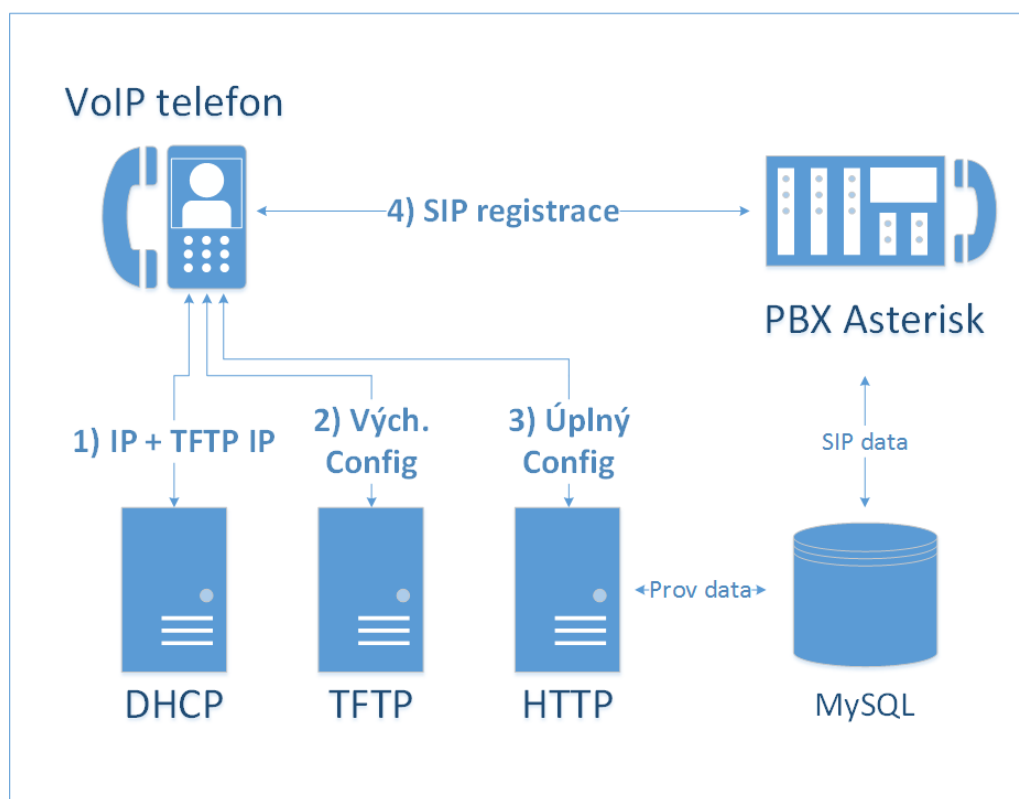 VoIP telefon
4) SIP registrace
PBX Asterisk
1) IP + TFTP IP
2) Vých.
Config
3) Úplný
Config
SIP data
Prov data
DHCP
TFTP
HTTP
MySQL